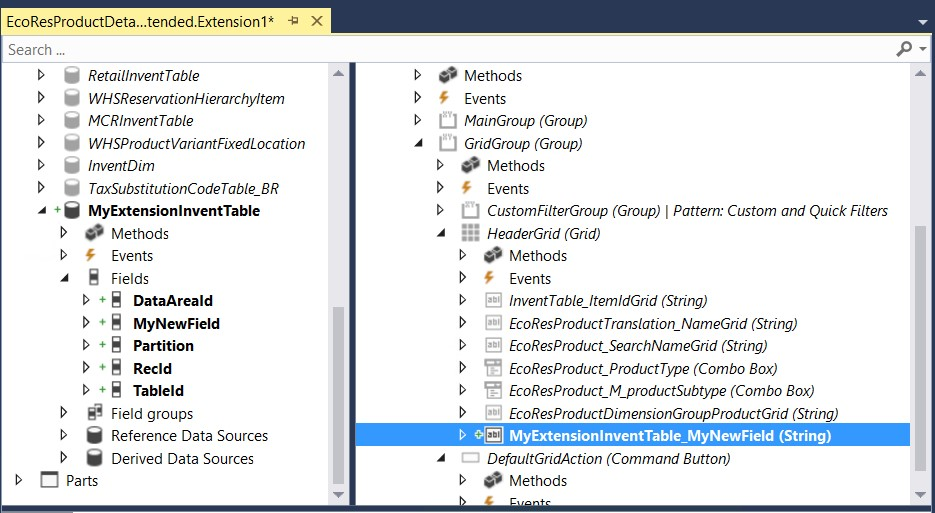 EcoResProductDeta...tended.Extension1*
Search ...
RetailInventTable
WHSReservationHierarchyItem
MCRInventTable
WHSProductVariantFixedLocation
InventDim
TaxSubstitutionCodeTable_BR
MyExtensionInventTable
Methods
Events
Fields
DataAreaId
MyNewField
Partition
RecId
TableId
Field groups
Reference Data Sources
Derived Data Sources
Parts
Methods
Events
MainGroup (Group)
GridGroup (Group)
Methods
Events
CustomFilterGroup (Group) | Pattern: Custom and Quick Filters
HeaderGrid (Grid)
Methods
Events
InventTable_ItemIdGrid (String)
EcoResProductTranslation_NameGrid (String)
EcoResProduct_SearchNameGrid (String)
EcoResProduct_ProductType (Combo Box)
EcoResProduct_M_productSubtype (Combo Box)
EcoResProductDimensionGroupProductGrid (String)
MyExtensionInventTable_MyNewField (String)
DefaultGridAction (Command Button)
Methods
Events